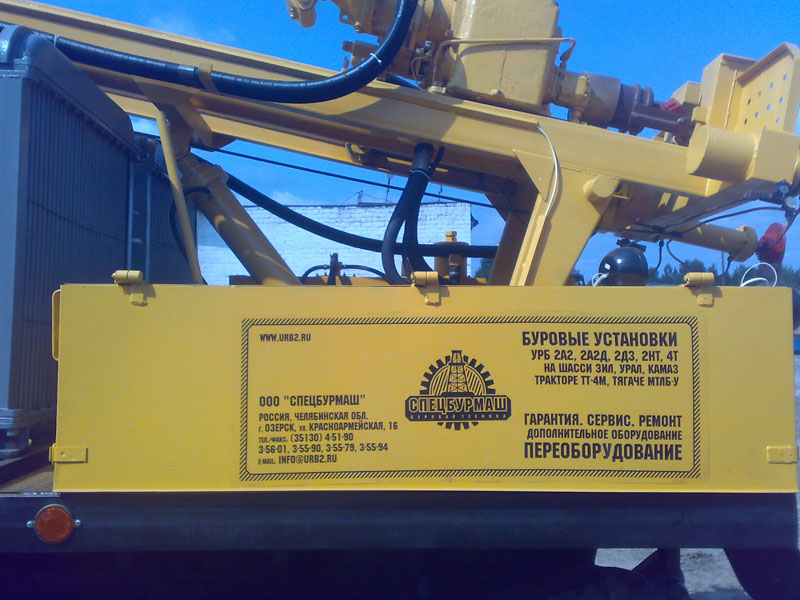 WWW.URB2.RU
ООО "СПЕЦБУРМАШ"
РОССИЯ, ЧЕЛЯБИНСКАЯ ОБЛ.
г. ОЗЕРСК, ул. КРАСНОАРМЕЙСКАЯ, 16
ТЕЛ./ФАКС. (35130) 4-51-90
3-56-01, 3-55-90, 3-55-79, 3-55-94
E-MAIL. INFO@URB2.RU
СПЕЦБУРМАШ
БУРОВАЯ ТЕХНИКА
БУРОВЫЕ УСТАНОВКИ
УРБ 2А2, 2А2Д, 2Д3, 2НТ, 4Т
НА ШАССИ ЗИЛ, УРАЛ, КАМАЗ
ТРАКТОРЕ ТТ-4М, ТЯГАЧЕ МТЛБ-У
ГАРАНТИЯ. СЕРВИС. РЕМОНТ
ДОПОЛНИТЕЛЬНОЕ ОБОРУДОВАНИЕ
ПЕРЕОБОРУДОВАНИЕ